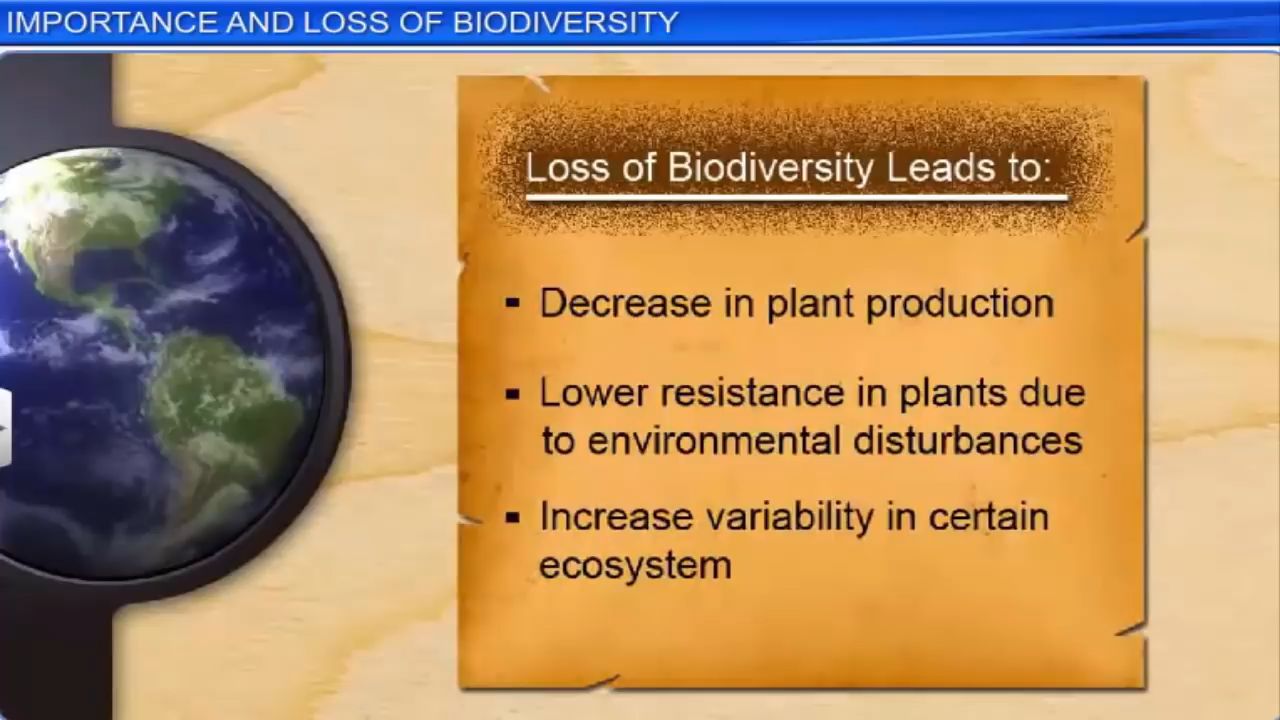 IMPORTANCE AND LOSS OF BIODIVERSITY
Loss of Biodiversity Leads to:
▪ Decrease in plant production
▪ Lower resistance in plants due
to environmental disturbances
▪ Increase variability in certain
ecosystem